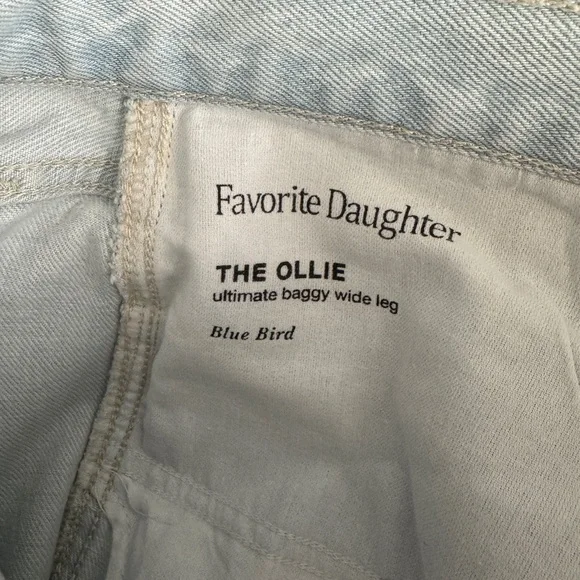 Favorite Daughter
THE OLLIE
ultimate baggy wide leg
Blue Bird